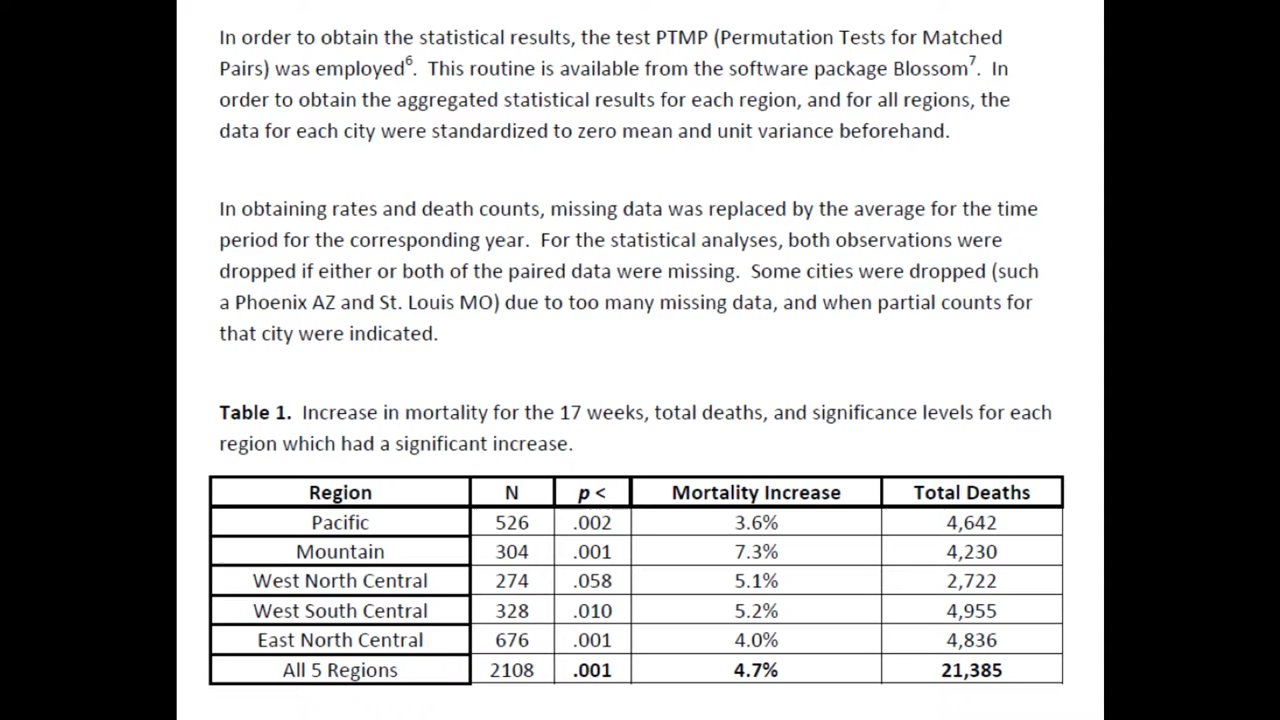 In order to obtain the statistical results, the test PTMP (Permutation Tests for Matched
Pairs) was employed⁶. This routine is available from the software package Blossom⁷. In
order to obtain the aggregated statistical results for each region, and for all regions, the
data for each city were standardized to zero mean and unit variance beforehand.
In obtaining rates and death counts, missing data was replaced by the average for the time
period for the corresponding year. For the statistical analyses, both observations were
dropped if either or both of the paired data were missing. Some cities were dropped (such
a Phoenix AZ and St. Louis MO) due to too many missing data, and when partial counts for
that city were indicated.
Table 1. Increase in mortality for the 17 weeks, total deaths, and significance levels for each
region which had a significant increase.
Region N p < Mortality Increase Total Deaths
Pacific 526 .002 3.6% 4,642
Mountain 304 .001 7.3% 4,230
West North Central 274 .058 5.1% 2,722
West South Central 328 .010 5.2% 4,955
East North Central 676 .001 4.0% 4,836
All 5 Regions 2108 .001 4.7% 21,385